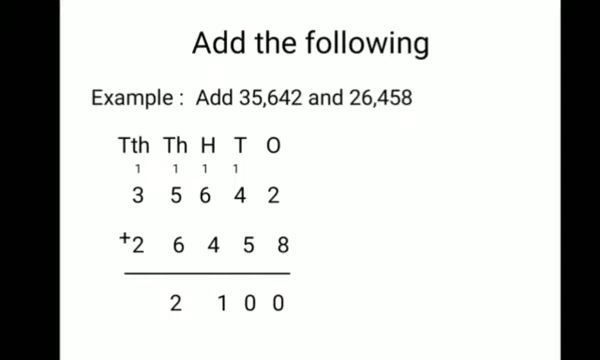 Add the following
Example : Add 35,642 and 26,458
Tth Th H T O
1 1 1 1
3 5 6 4 2
+2 6 4 5 8
2 1 0 0